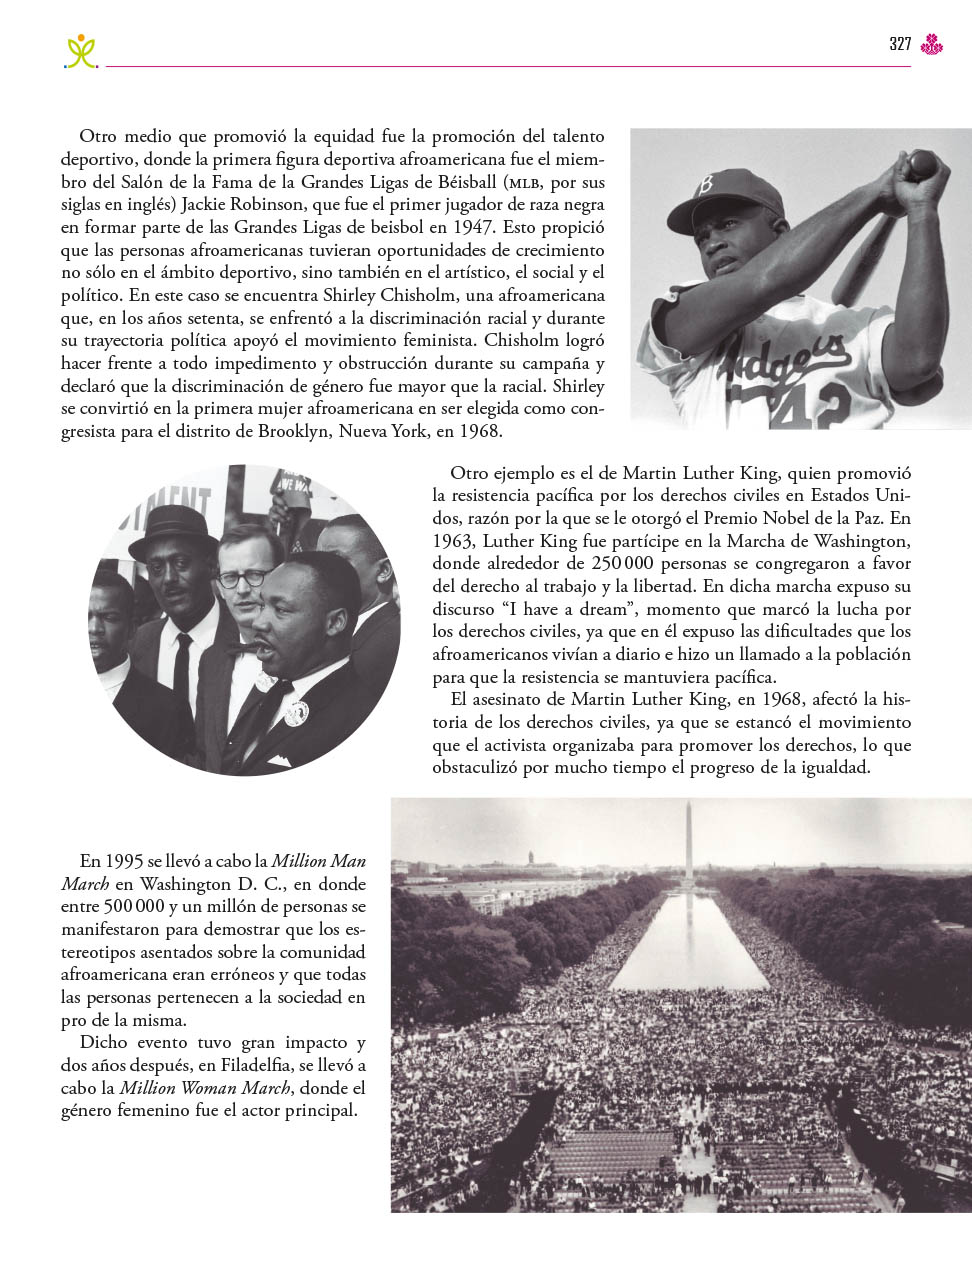 327
Otro medio que promovió la equidad fue la promoción del talento
deportivo, donde la primera figura deportiva afroamericana fue el miem-
bro del Salón de la Fama de la Grandes Ligas de Béisball (MLB, por sus
siglas en inglés) Jackie Robinson, que fue el primer jugador de raza negra
en formar parte de las Grandes Ligas de beisbol en 1947. Esto propició
que las personas afroamericanas tuvieran oportunidades de crecimiento
no sólo en el ámbito deportivo, sino también en el artístico, el social y el
político. En este caso se encuentra Shirley Chisholm, una afroamericana
que, en los años setenta, se enfrentó a la discriminación racial y durante
su trayectoria política apoyó el movimiento feminista. Chisholm logró
hacer frente a todo impedimento y obstrucción durante su campaña y
declaró que la discriminación de género fue mayor que la racial. Shirley
se convirtió en la primera mujer afroamericana en ser elegida como con-
gresista para el distrito de Brooklyn, Nueva York, en 1968.
B
Dodgers
42
Otro ejemplo es el de Martin Luther King, quien promovió
la resistencia pacífica por los derechos civiles en Estados Uni-
dos, razón por la que se le otorgó el Premio Nobel de la Paz. En
1963, Luther King fue partícipe en la Marcha de Washington,
donde alrededor de 250 000 personas se congregaron a favor
del derecho al trabajo y la libertad. En dicha marcha expuso su
discurso “I have a dream”, momento que marcó la lucha por
los derechos civiles, ya que en él expuso las dificultades que los
afroamericanos vivían a diario e hizo un llamado a la población
para que la resistencia se mantuviera pacífica.
El asesinato de Martin Luther King, en 1968, afectó la his-
toria de los derechos civiles, ya que se estancó el movimiento
que el activista organizaba para promover los derechos, lo que
obstaculizó por mucho tiempo el progreso de la igualdad.
WE WA
En 1995 se llevó a cabo la Million Man
March en Washington D. C., en donde
entre 500 000 y un millón de personas se
manifestaron para demostrar que los es-
tereotipos asentados sobre la comunidad
afroamericana eran erróneos y que todas
las personas pertenecen a la sociedad en
pro de la misma.
Dicho evento tuvo gran impacto y
dos años después, en Filadelfia, se llevó a
cabo la Million Woman March, donde el
género femenino fue el actor principal.